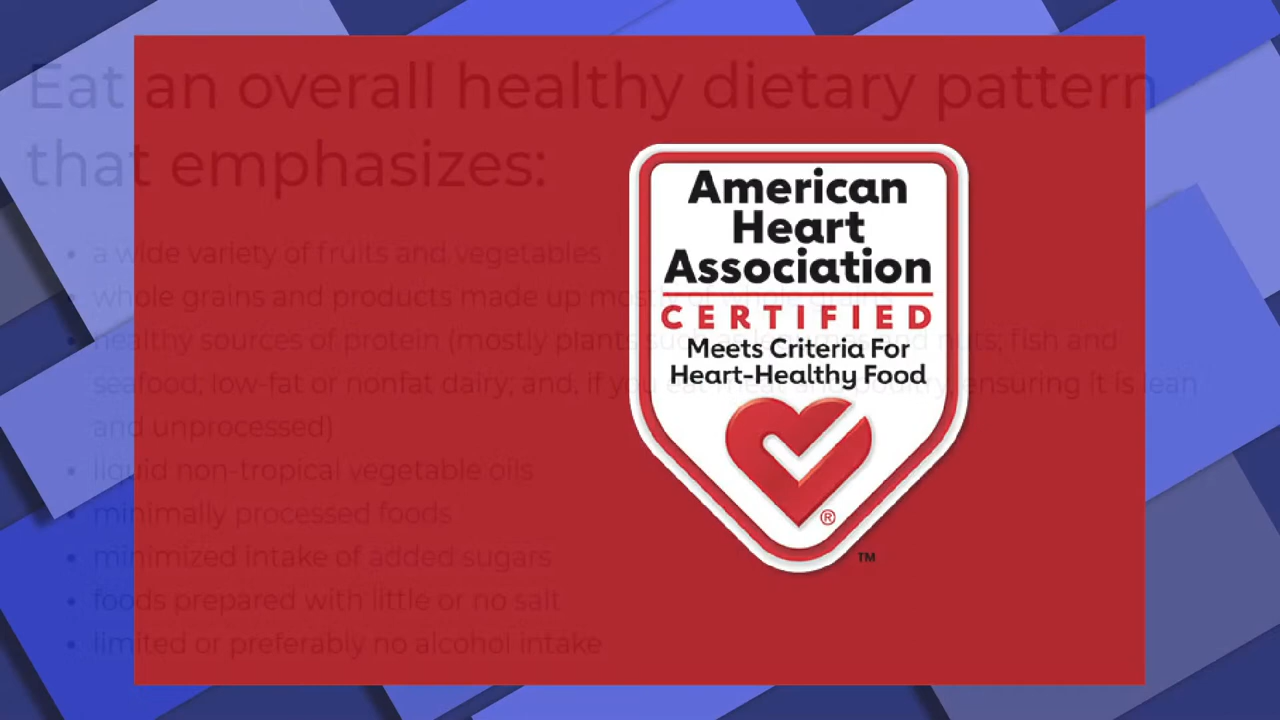 Eat an overall healthy dietary pattern
that emphasizes:
• a wide variety of fruits and vegetables
• whole grains and products made up mostly of whole grains
• healthy sources of protein (mostly plants such as legumes and nuts; fish and
seafood; low-fat or nonfat dairy; and, if you eat meat and poultry, ensuring it is lean
and unprocessed)
• liquid non-tropical vegetable oils
• minimally processed foods
• minimized intake of added sugars
• foods prepared with little or no salt
• limited or preferably no alcohol intake
American
Heart
Association
CERTIFIED
Meets Criteria For
Heart-Healthy Food
®
™